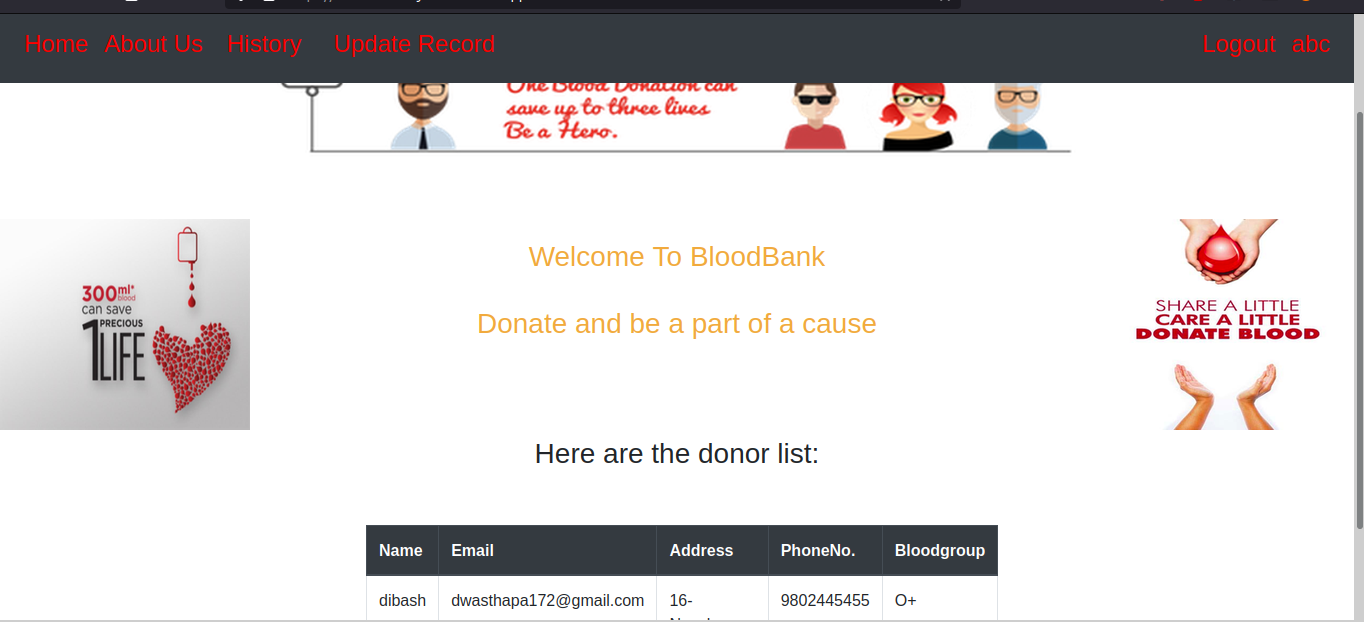 Home About Us History Update Record Logout abc
One Blood Donation can
save up to three lives
Be a Hero.
300ml*
blood
can save
1 PRECIOUS
LIFE
Welcome To BloodBank
Donate and be a part of a cause
SHARE A LITTLE
CARE A LITTLE
DONATE BLOOD
Here are the donor list:
Name Email Address PhoneNo. Bloodgroup
dibash dwasthapa172@gmail.com 16- 9802445455 O+